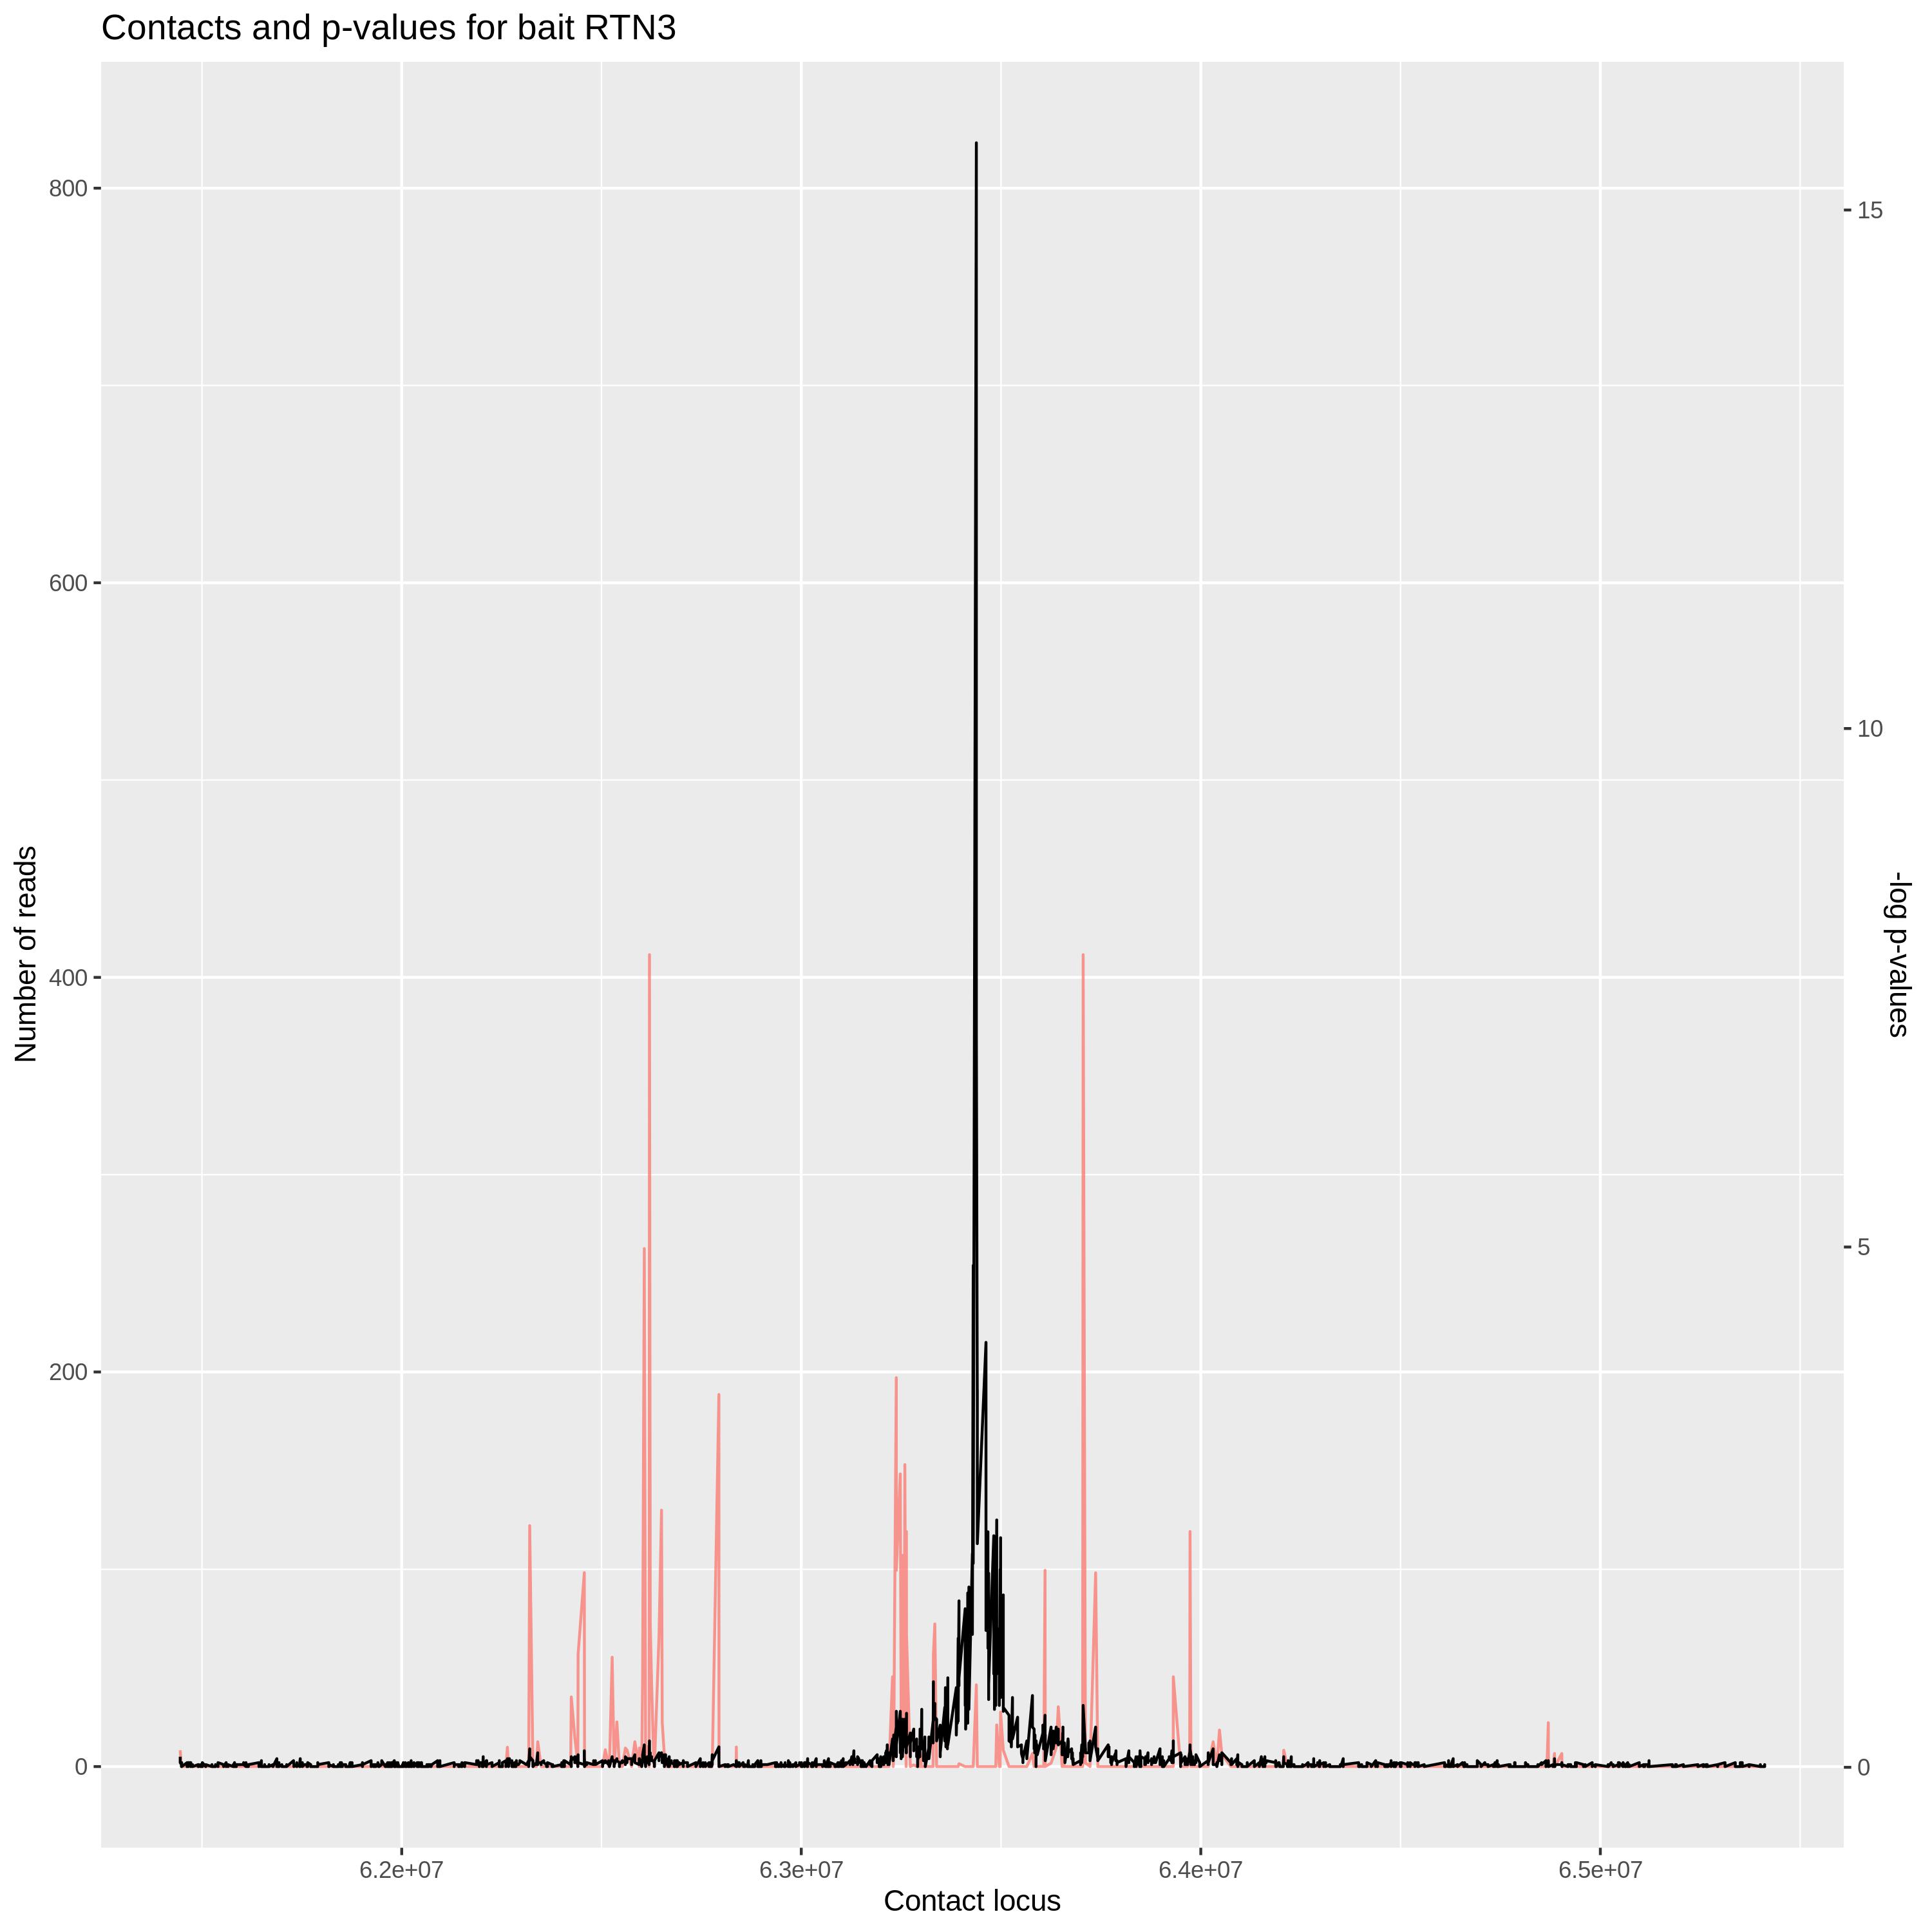 Contacts and p-values for bait RTN3
800
600
400
200
0
Number of reads
15
10
5
0
-log p-values
6.2e+07 6.3e+07 6.4e+07 6.5e+07
Contact locus